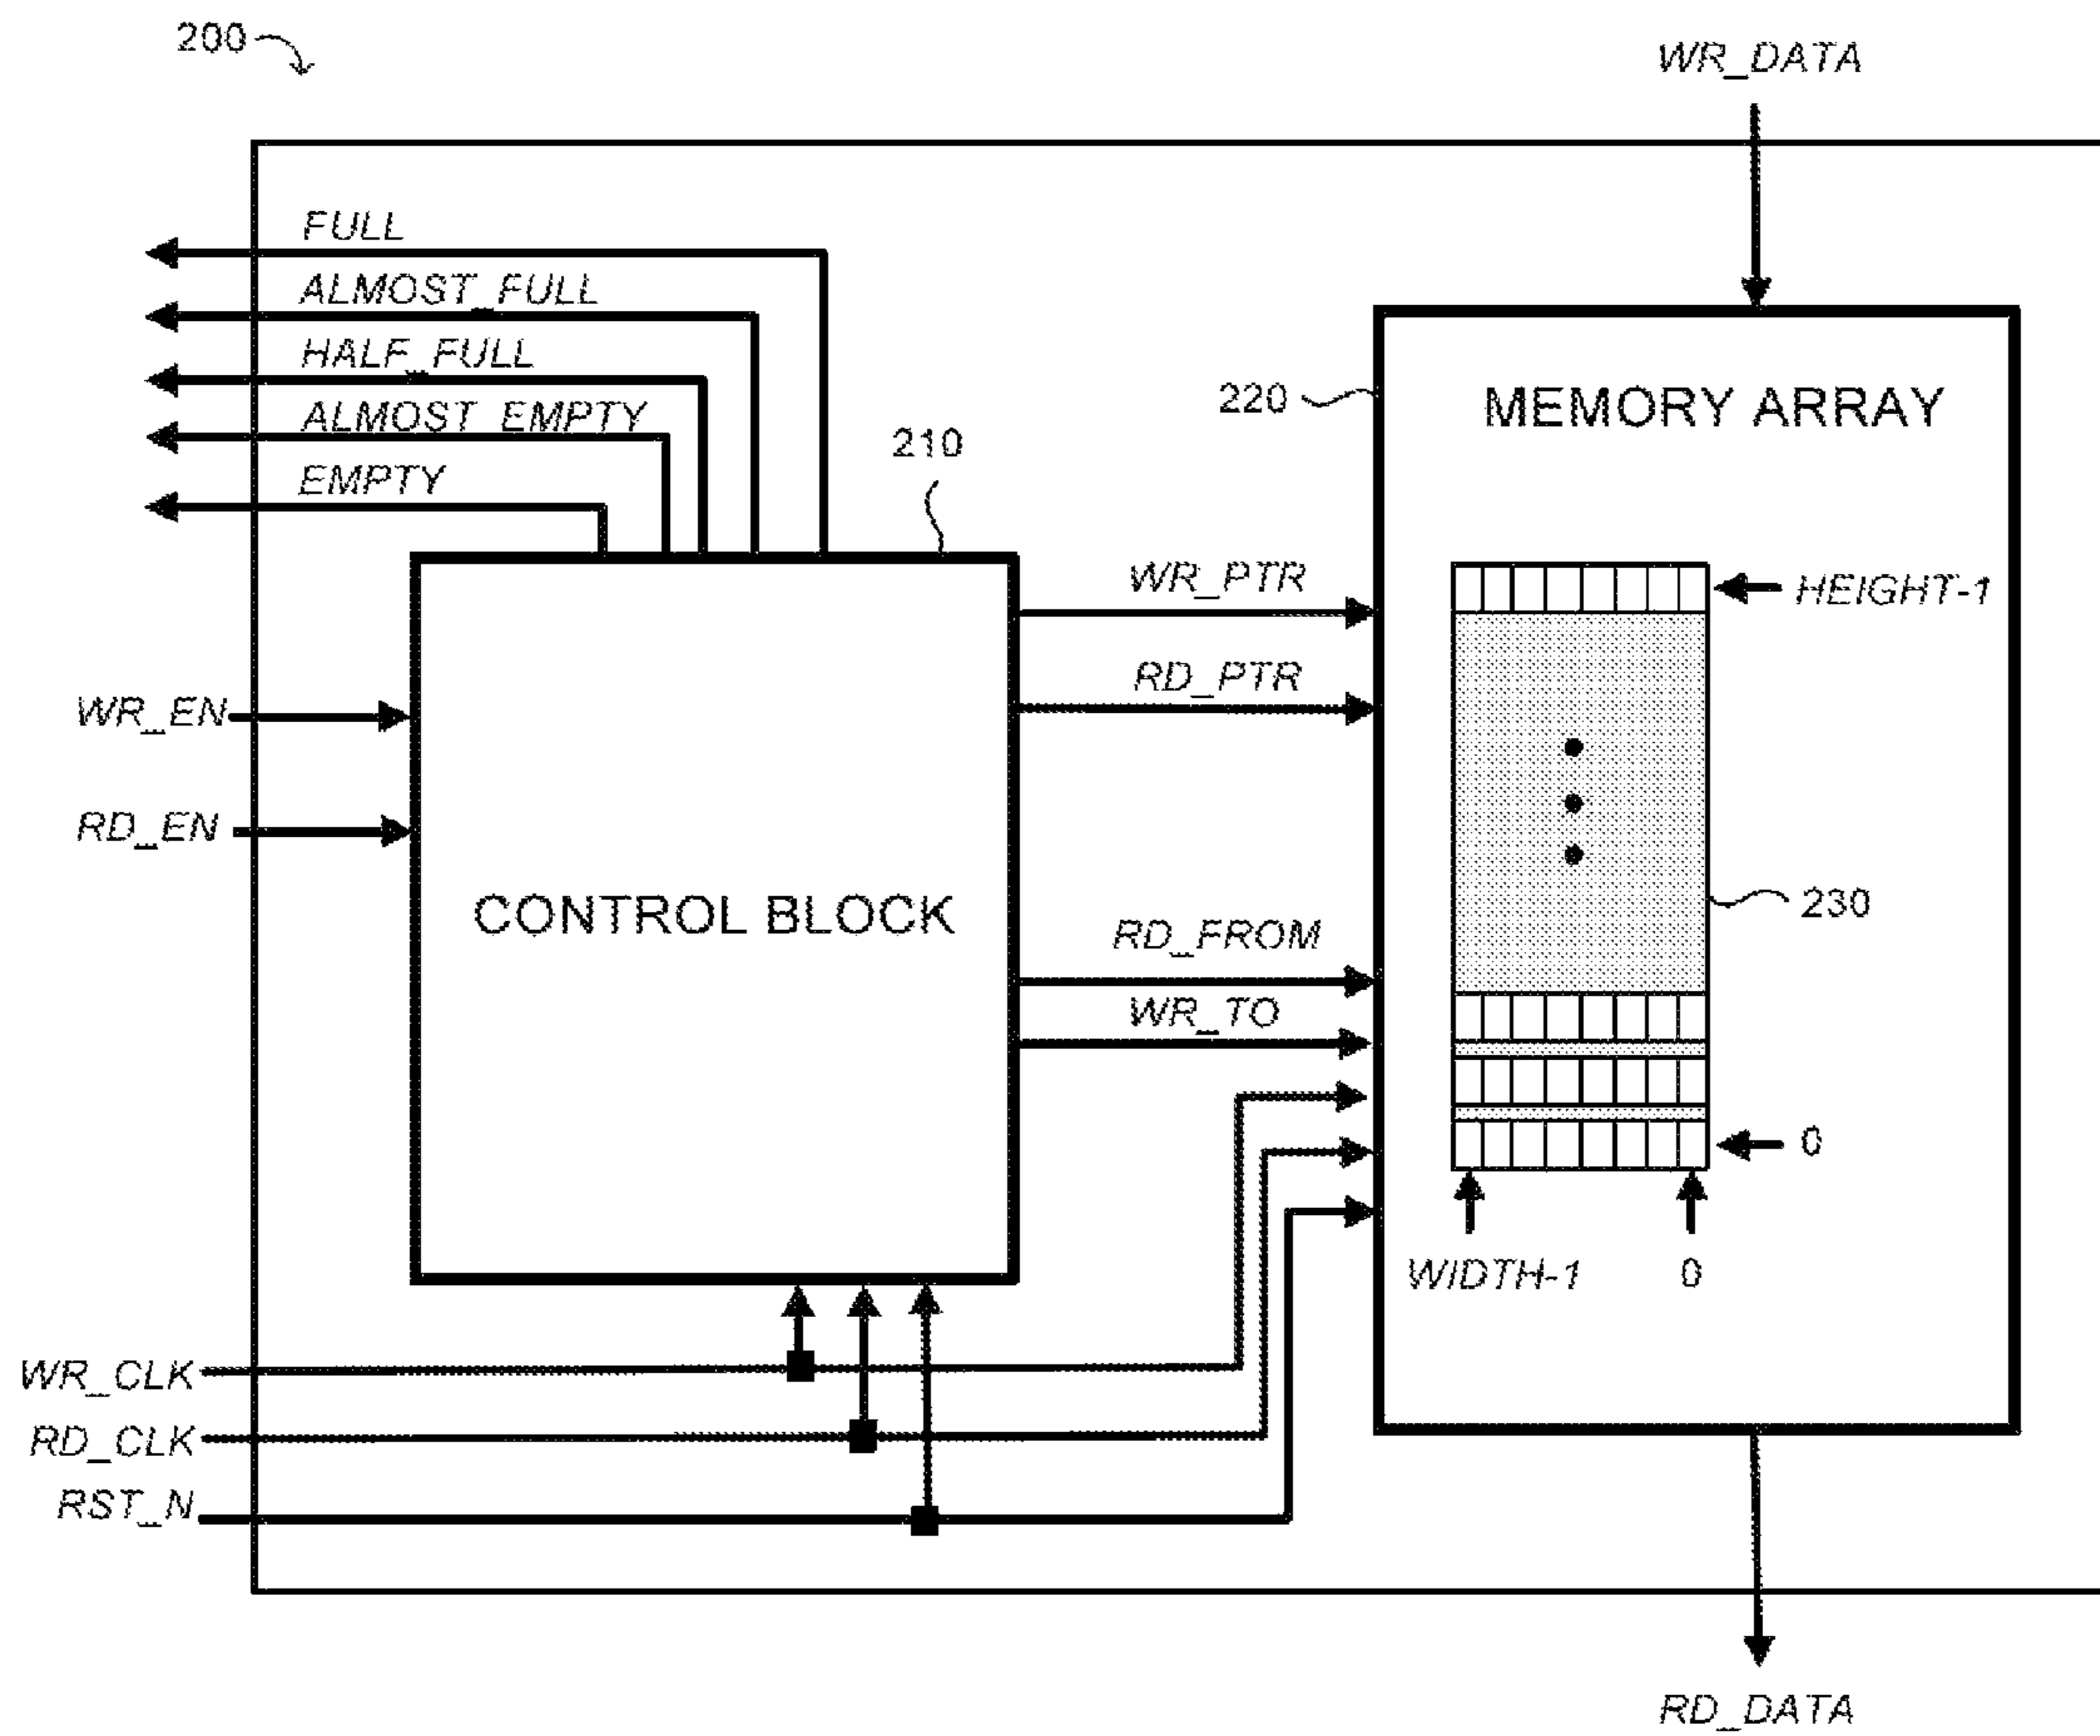 200
WR_DATA
FULL
ALMOST_FULL
HALF_FULL
ALMOST_EMPTY
EMPTY
220
MEMORY ARRAY
210
WR_PTR
HEIGHT-1
RD_PTR
WR_EN
RD_EN
CONTROL BLOCK
230
RD_FROM
WR_TO
0
WIDTH-1
0
WR_CLK
RD_CLK
RST_N
RD_DATA